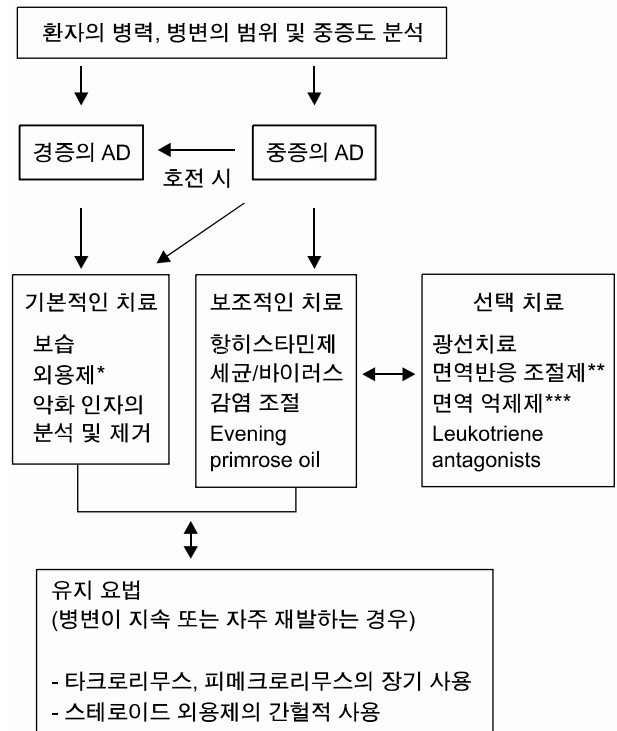 환자의 병력, 병변의 범위 및 중증도 분석
경증의 AD
중증의 AD
호전 시
기본적인 치료
보습
외용제*
악화 인자의
분석 및 제거
보조적인 치료
항히스타민제
세균/바이러스
감염 조절
Evening
primrose oil
선택 치료
광선치료
면역반응 조절제**
면역 억제제***
Leukotriene
antagonists
유지 요법
(병변이 지속 또는 자주 재발하는 경우)
- 타크로리무스, 피메크로리무스의 장기 사용
- 스테로이드 외용제의 간헐적 사용